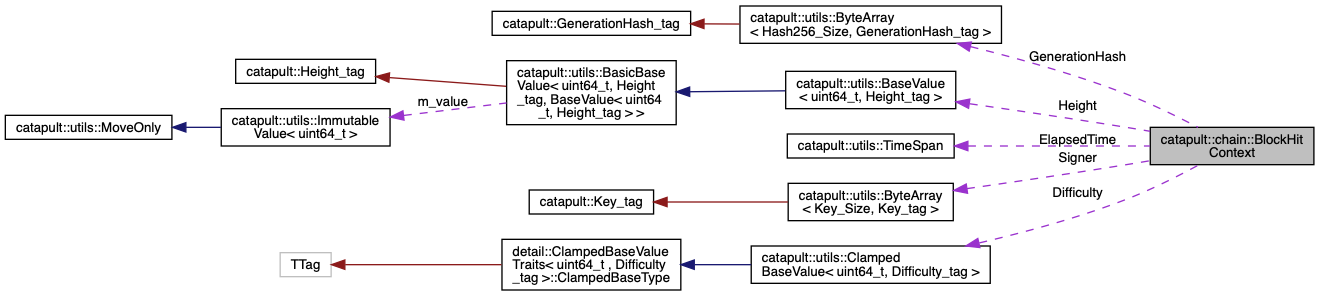 catapult::GenerationHash_tag
catapult::utils::ByteArray
< Hash256_Size, GenerationHash_tag >
GenerationHash
catapult::Height_tag
catapult::utils::BasicBase
Value< uint64_t, Height
_tag, BaseValue< uint64
_t, Height_tag > >
catapult::utils::BaseValue
< uint64_t, Height_tag >
Height
m_value
catapult::utils::MoveOnly
catapult::utils::Immutable
Value< uint64_t >
catapult::utils::TimeSpan
ElapsedTime
catapult::chain::BlockHit
Context
Signer
catapult::Key_tag
catapult::utils::ByteArray
< Key_Size, Key_tag >
Difficulty
TTag
detail::ClampedBaseValue
Traits< uint64_t , Difficulty
_tag >::ClampedBaseType
catapult::utils::Clamped
BaseValue< uint64_t, Difficulty_tag >